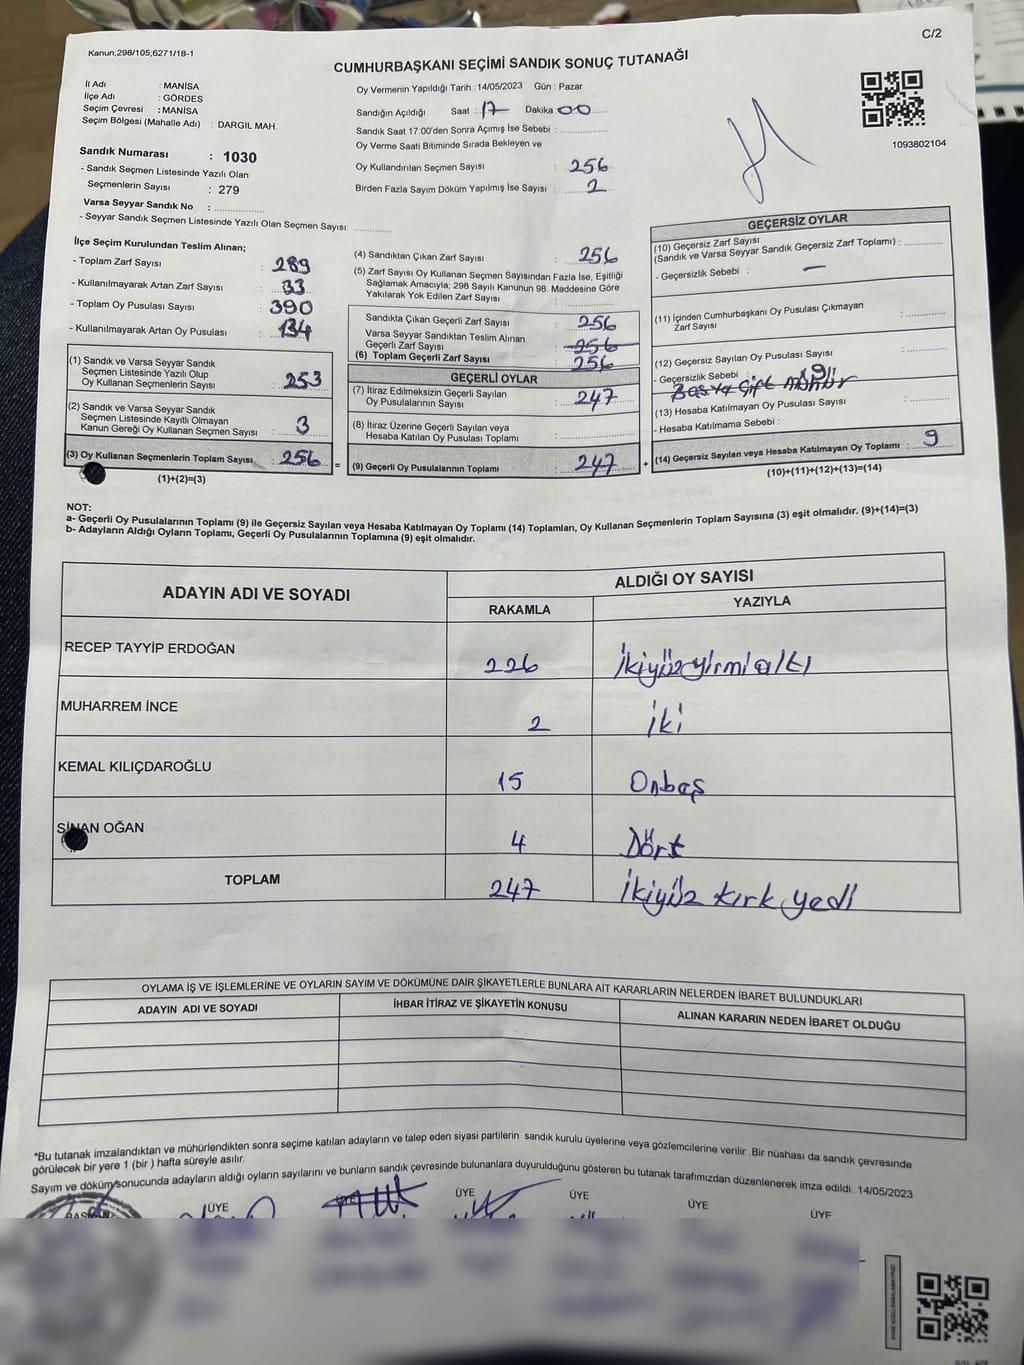 C/2
Kanun;298/105;6271/18-1
CUMHURBAŞKANI SEÇİMİ SANDIK SONUÇ TUTANAĞI
İl Adı : MANİSA
İlçe Adı : GÖRDES
Seçim Çevresi : MANİSA
Seçim Bölgesi (Mahalle Adı) : DARGIL MAH.
Oy Vermenin Yapıldığı Tarih : 14/05/2023 Gün : Pazar
Sandığın Açıldığı Saat : 17 Dakika 00
Sandık Saat 17:00'den Sonra Açımış İse Sebebi :
Oy Verme Saati Bitiminde Sırada Bekleyen ve
Oy Kullandırılan Seçmen Sayısı : 256
Birden Fazla Sayım Döküm Yapılmış İse Sayısı : 2
1093802104
Sandık Numarası : 1030
- Sandık Seçmen Listesinde Yazılı Olan
Seçmenlerin Sayısı : 279
Varsa Seyyar Sandık No :
- Seyyar Sandık Seçmen Listesinde Yazılı Olan Seçmen Sayısı:
İlçe Seçim Kurulundan Teslim Alınan;
- Toplam Zarf Sayısı : 289
- Kullanılmayarak Artan Zarf Sayısı : 33
- Toplam Oy Pusulası Sayısı : 390
- Kullanılmayarak Artan Oy Pusulası : 134
(1) Sandık ve Varsa Seyyar Sandık
Seçmen Listesinde Yazılı Olup
Oy Kullanan Seçmenlerin Sayısı : 253
(2) Sandık ve Varsa Seyyar Sandık
Seçmen Listesinde Kayıtlı Olmayan
Kanun Gereği Oy Kullanan Seçmen Sayısı : 3
(3) Oy Kullanan Seçmenlerin Toplam Sayısı : 256
(1)+(2)=(3)
(4) Sandıktan Çıkan Zarf Sayısı : 256
(5) Zarf Sayısı Oy Kullanan Seçmen Sayısından Fazla İse, Eşitliği
Sağlamak Amacıyla; 298 Sayılı Kanunun 98. Maddesine Göre
Yakılarak Yok Edilen Zarf Sayısı :
Sandıkta Çıkan Geçerli Zarf Sayısı : 256
Varsa Seyyar Sandıktan Teslim Alınan
Geçerli Zarf Sayısı : 256
(6) Toplam Geçerli Zarf Sayısı 256
GEÇERLİ OYLAR
(7) İtiraz Edilmeksizin Geçerli Sayılan
Oy Pusulalarının Sayısı : 247
(8) İtiraz Üzerine Geçerli Sayılan veya
Hesaba Katılan Oy Pusulası Toplamı :
= (9) Geçerli Oy Pusulalarının Toplamı : 247
GEÇERSİZ OYLAR
(10) Geçersiz Zarf Sayısı
(Sandık ve Varsa Seyyar Sandık Geçersiz Zarf Toplamı) :
- Geçersizlik Sebebi : —
(11) İçinden Cumhurbaşkanı Oy Pusulası Çıkmayan
Zarf Sayısı :
(12) Geçersiz Sayılan Oy Pusulası Sayısı :
- Geçersizlik Sebebi : 9
Çift mühür
(13) Hesaba Katılmayan Oy Pusulası Sayısı :
- Hesaba Katılmama Sebebi :
+ (14) Geçersiz Sayılan veya Hesaba Katılmayan Oy Toplamı : 9
(10)+(11)+(12)+(13)=(14)
NOT:
a- Geçerli Oy Pusulalarının Toplamı (9) ile Geçersiz Sayılan veya Hesaba Katılmayan Oy Toplamı (14) Toplamları, Oy Kullanan Seçmenlerin Toplam Sayısına (3) eşit olmalıdır. (9)+(14)=(3)
b- Adayların Aldığı Oyların Toplamı, Geçerli Oy Pusulalarının Toplamına (9) eşit olmalıdır.
ADAYIN ADI VE SOYADI
ALDIĞI OY SAYISI
RAKAMLA YAZIYLA
RECEP TAYYİP ERDOĞAN 226 İkiyüzyirmialtı
MUHARREM İNCE 2 İki
KEMAL KILIÇDAROĞLU 15 Onbeş
SİNAN OĞAN 4 Dört
TOPLAM 247 İkiyüz kırk yedi
OYLAMA İŞ VE İŞLEMLERİNE VE OYLARIN SAYIM VE DÖKÜMÜNE DAİR ŞİKAYETLERLE BUNLARA AİT KARARLARIN NELERDEN İBARET BULUNDUKLARI
ADAYIN ADI VE SOYADI İHBAR İTİRAZ VE ŞİKAYETİN KONUSU ALINAN KARARIN NEDEN İBARET OLDUĞU
*Bu tutanak imzalandıktan ve mühürlendikten sonra seçime katılan adayların ve talep eden siyasi partilerin sandık kurulu üyelerine veya gözlemcilerine verilir .Bir nüshası da sandık çevresinde
görülecek bir yere 1 (bir ) hafta süreyle asılır.
Sayım ve döküm sonucunda adayların aldığı oyların sayılarını ve bunların sandık çevresinde bulunanlara duyurulduğunu gösteren bu tutanak tarafımızdan düzenlenerek imza edildi. 14/05/2023
BAŞKAN ÜYE ÜYE ÜYE ÜYE ÜYE ÜYE